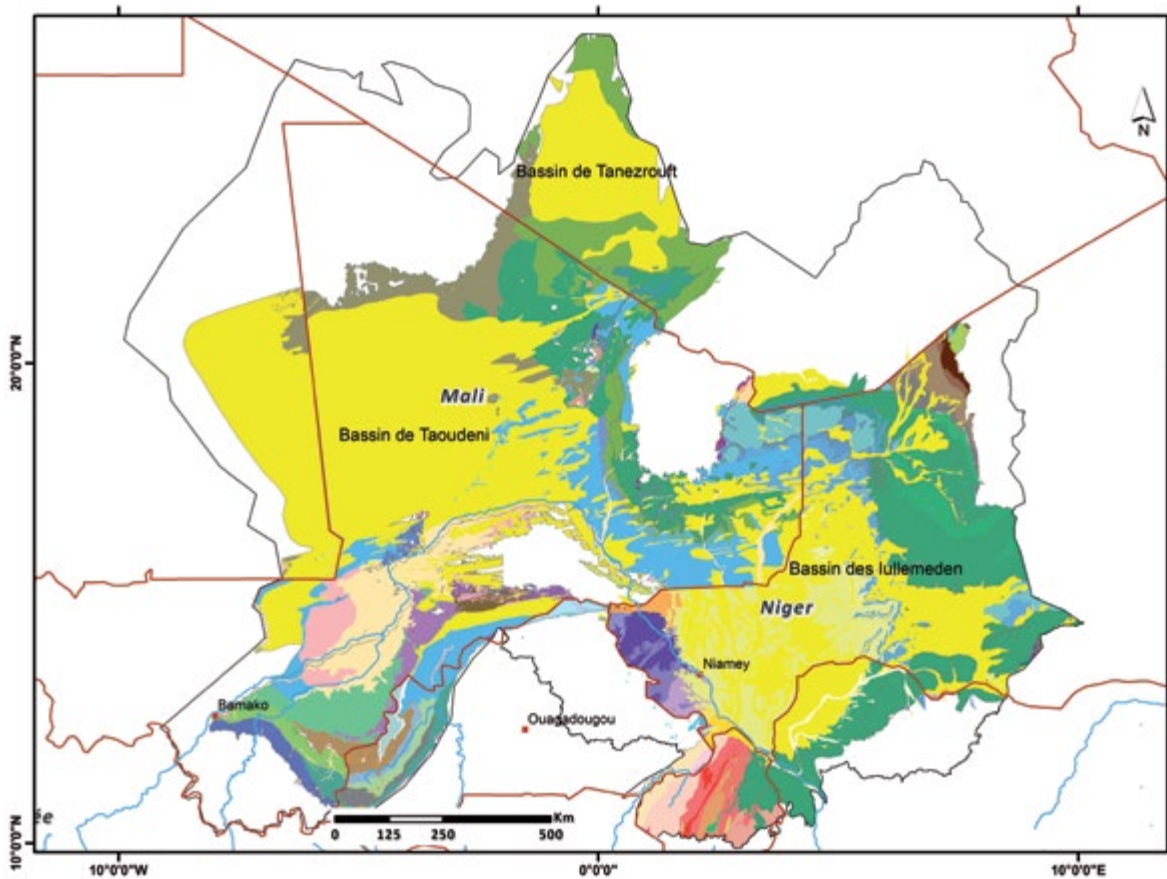 N
Bassin de Tanezrouft
20°0'0"N
Mali
Bassin de Taoudeni
Bassin des Iullemeden
Niger
Niamey
Bamako
Ouagadougou
Km
0 125 250 500
10°0'0"N
10°0'0"W
0°0'0"
10°0'0"E